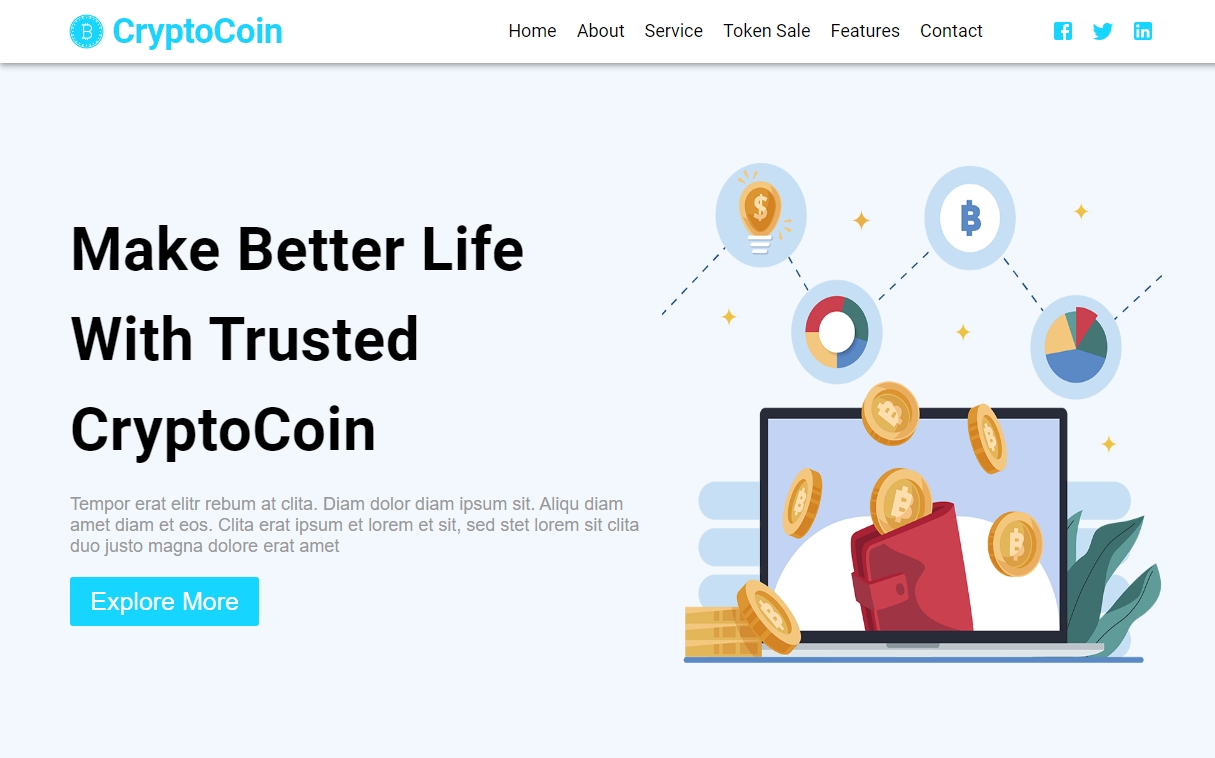 CryptoCoin
Home About Service Token Sale Features Contact
Make Better Life
With Trusted
CryptoCoin
Tempor erat elitr rebum at clita. Diam dolor diam ipsum sit. Aliqu diam
amet diam et eos. Clita erat ipsum et lorem et sit, sed stet lorem sit clita
duo justo magna dolore erat amet
Explore More